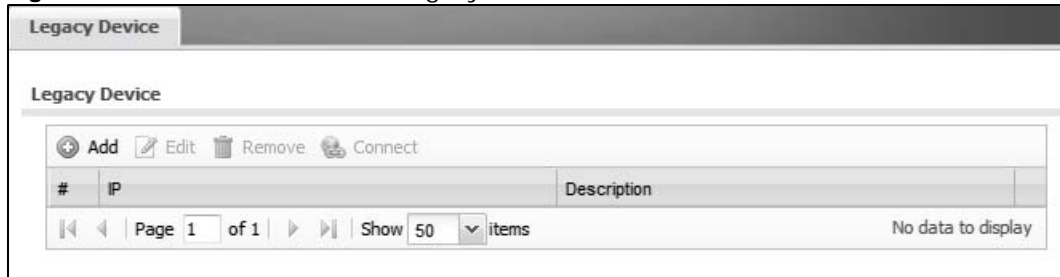 Legacy Device
Legacy Device
Add Edit Remove Connect
# IP Description
Page 1 of 1 Show 50 items No data to display